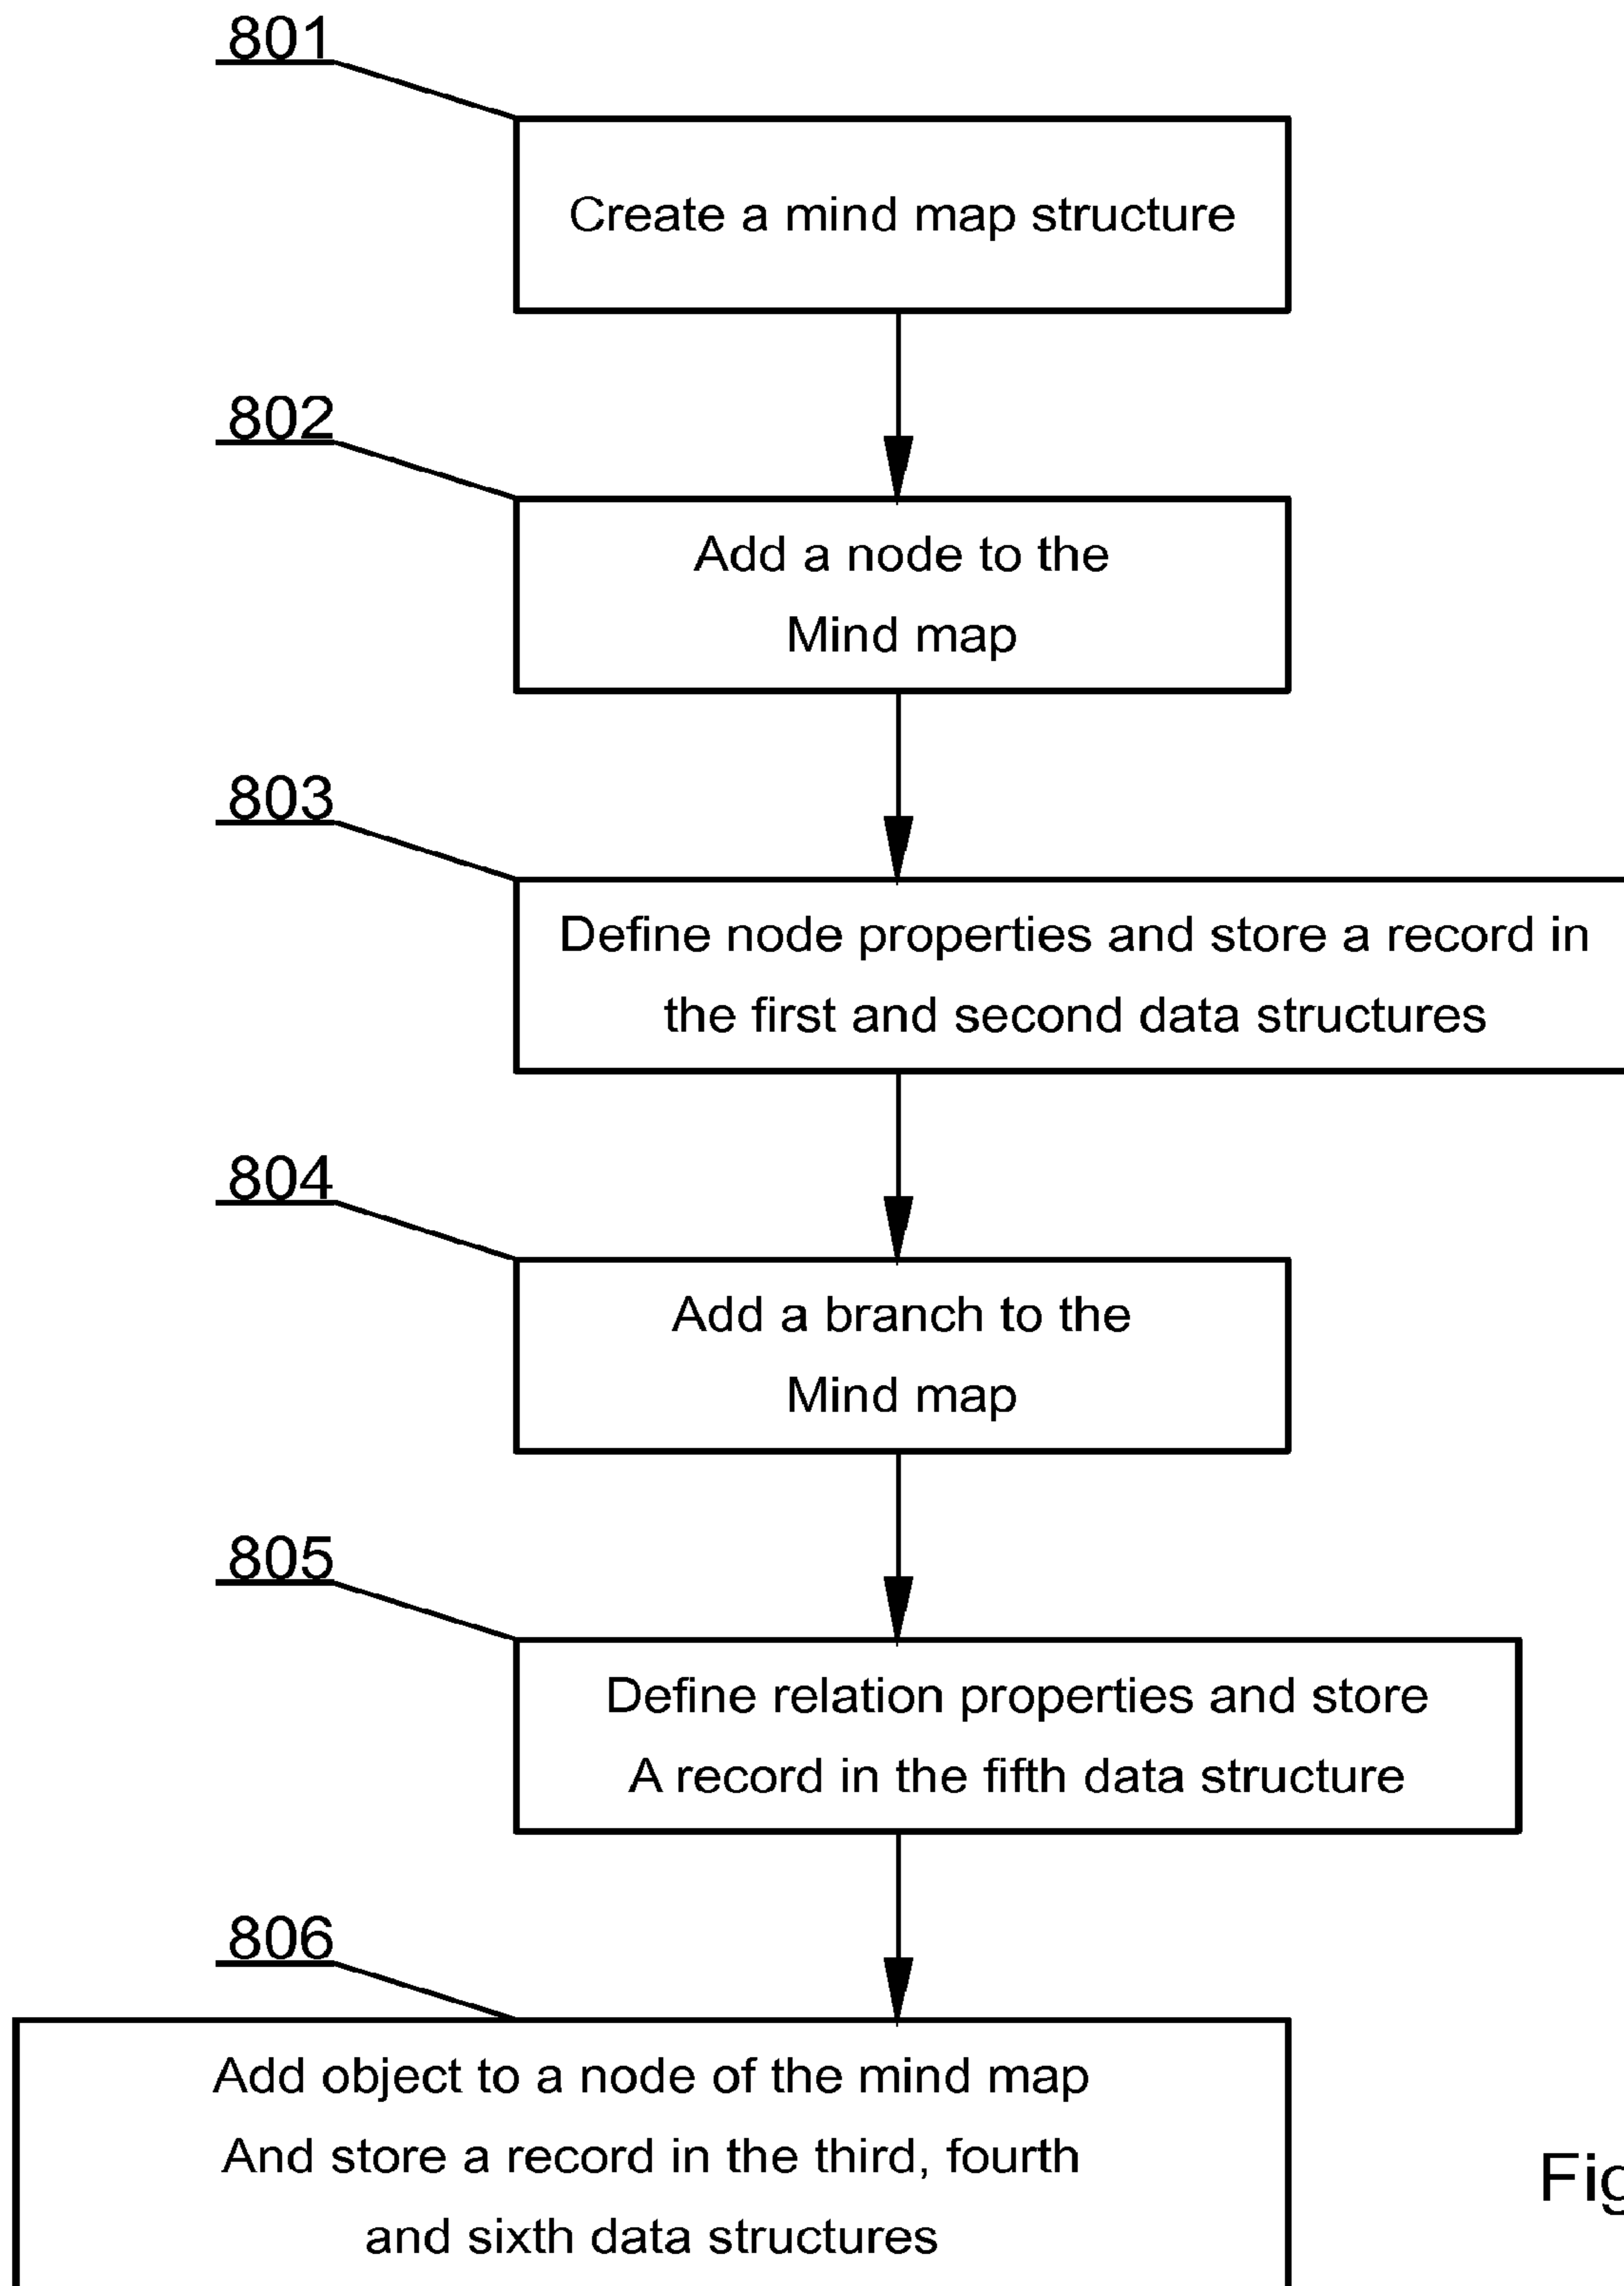 801
Create a mind map structure
802
Add a node to the
Mind map
803
Define node properties and store a record in
the first and second data structures
804
Add a branch to the
Mind map
805
Define relation properties and store
A record in the fifth data structure
806
Add object to a node of the mind map
And store a record in the third, fourth
and sixth data structures